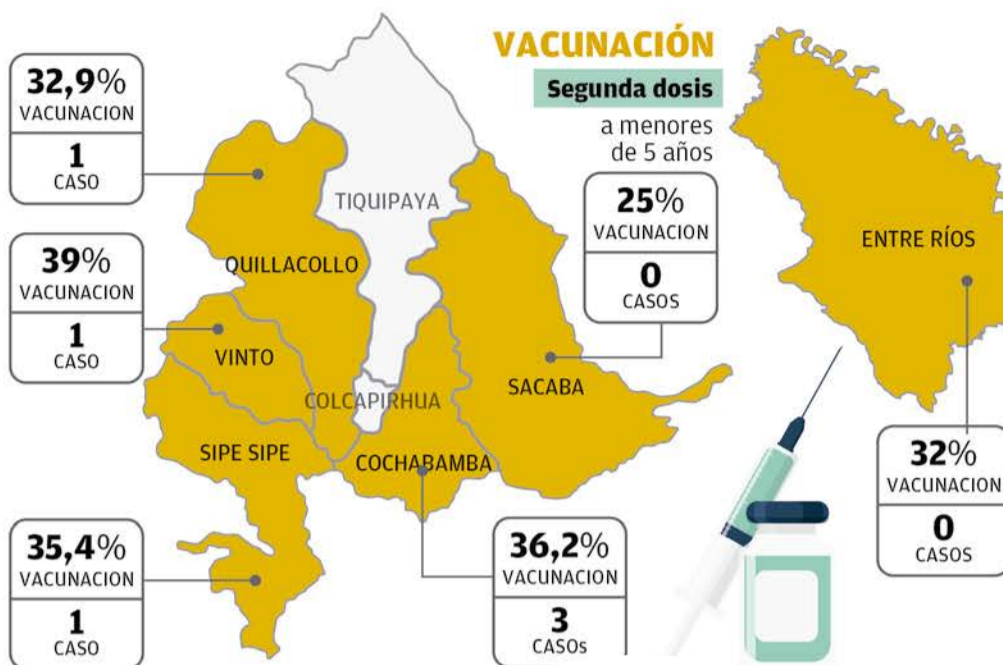 VACUNACIÓN
Segunda dosis
a menores
de 5 años
32,9%
VACUNACION
1
CASO
39%
VACUNACION
1
CASO
35,4%
VACUNACION
1
CASO
TIQUIPAYA
QUILLACOLLO
VINTO
COLCAPIRHUA
SIPE SIPE
COCHABAMBA
SACABA
25%
VACUNACION
0
CASOS
36,2%
VACUNACION
3
CASOs
ENTRE RÍOS
32%
VACUNACION
0
CASOS